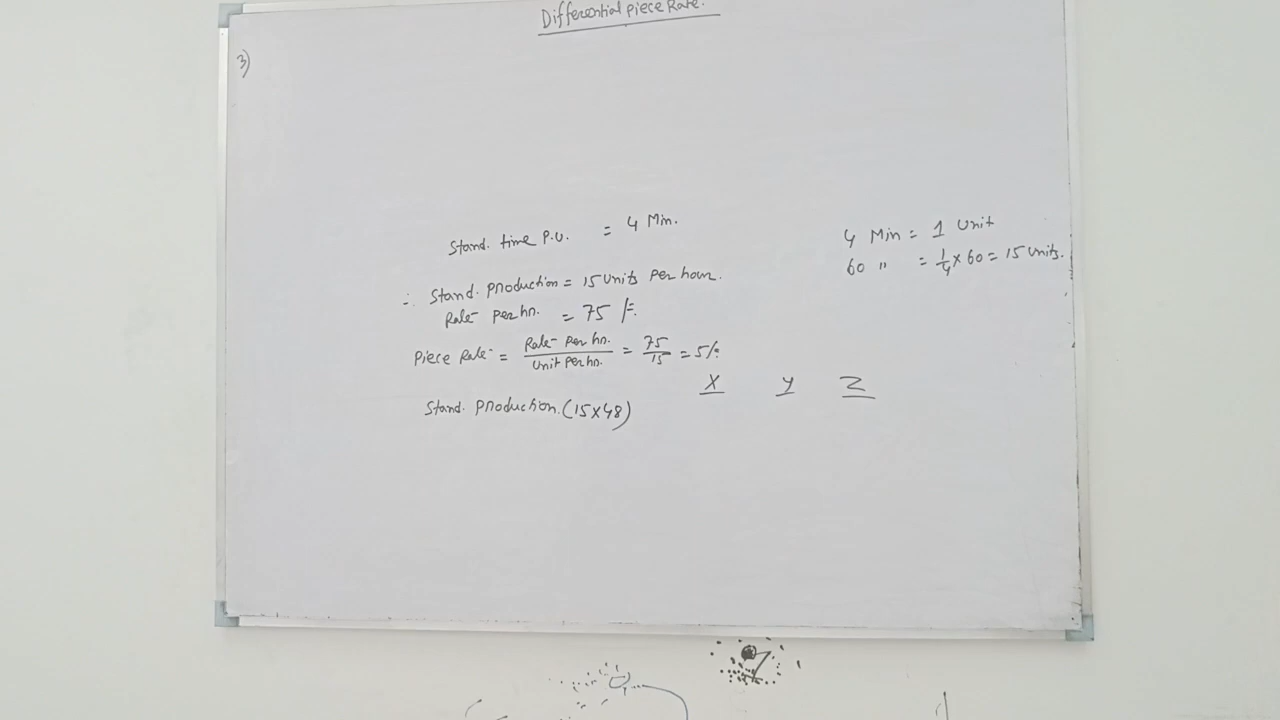 Differential Piece Rate.
3)
Stand. time P.U. = 4 Min.
4 Min = 1 Unit
60 " = 1/4 × 60 = 15 Units.
∴ Stand. Production = 15 Units Per hour.
Rate Per hr. = 75/=
Piece Rate = Rate Per hr. / Unit Per hr. = 75/15 = 5/=
X Y Z
Stand. Production. (15×48)